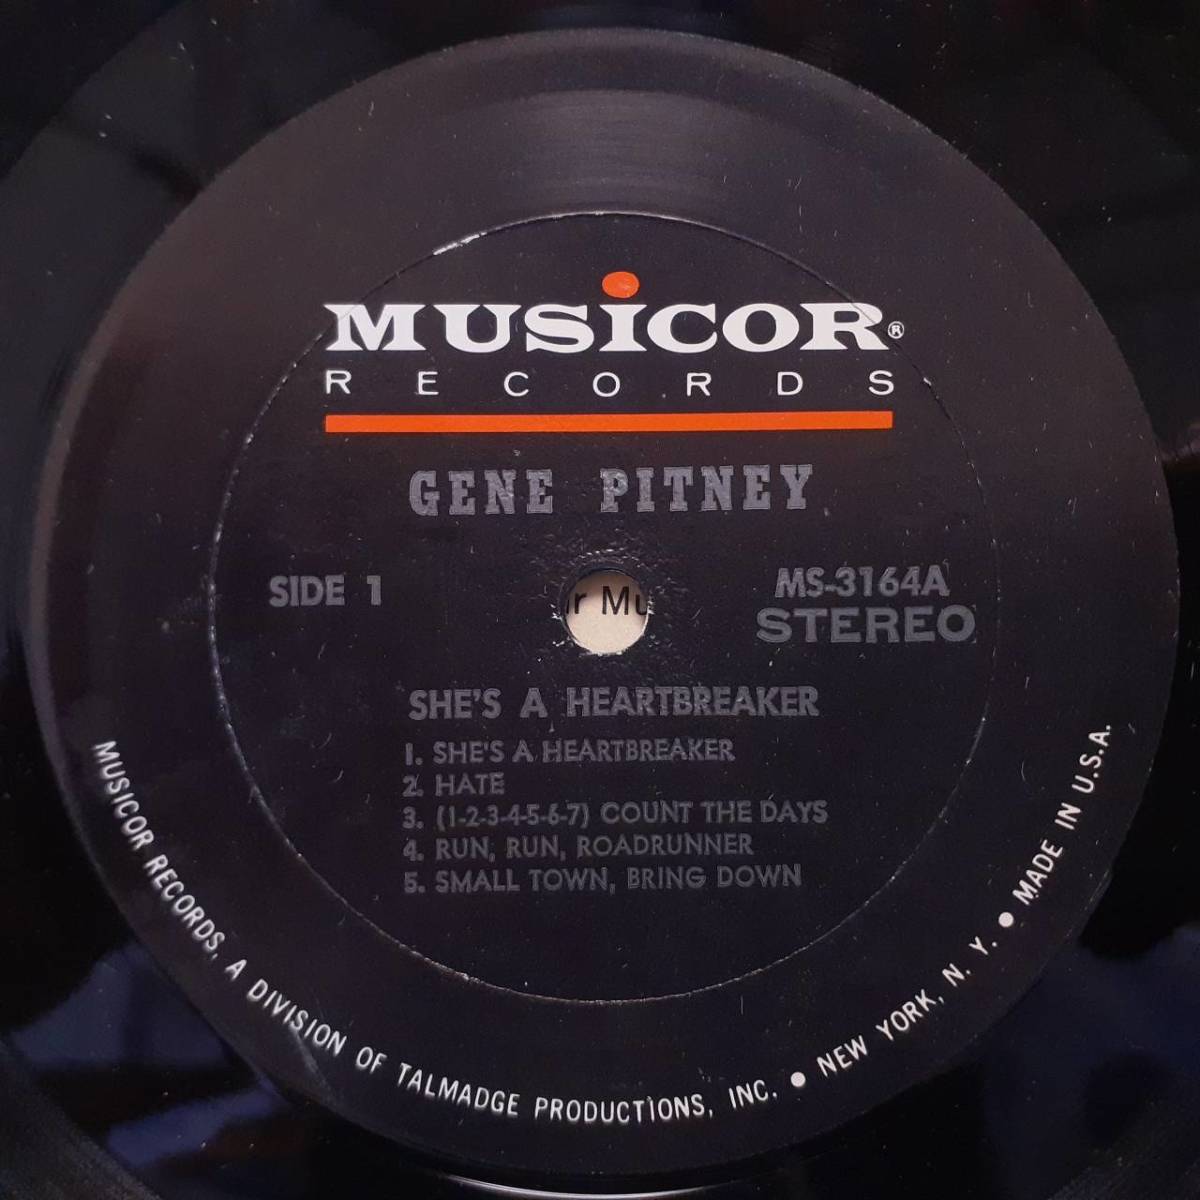 MUSiCOR®
RECORDS
GENE PITNEY
SIDE 1
MS-3164A
STEREO
r Mu
SHE'S A HEARTBREAKER
1. SHE'S A HEARTBREAKER
2. HATE
3. (1-2-3-4-5-6-7) COUNT THE DAYS
4. RUN, RUN, ROADRUNNER
5. SMALL TOWN, BRING DOWN
MUSICOR RECORDS, A DIVISION OF TALMADGE PRODUCTIONS, INC. • NEW YORK, N. Y. • MADE IN U.S.A.